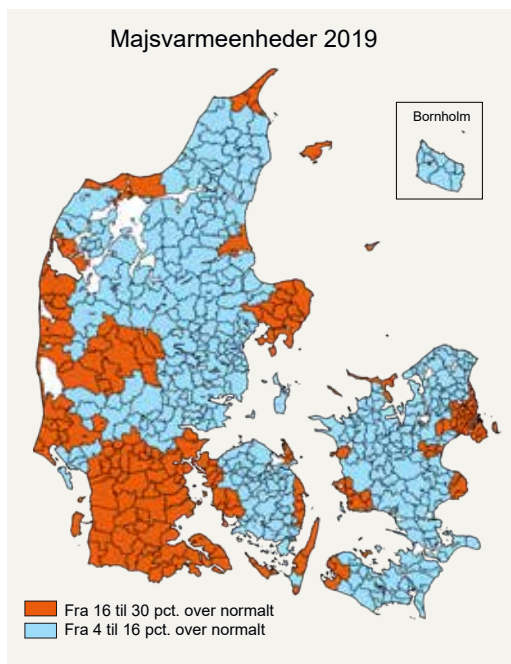 Majsvarmeenheder 2019
Bornholm
Fra 16 til 30 pct. over normalt
Fra 4 til 16 pct. over normalt